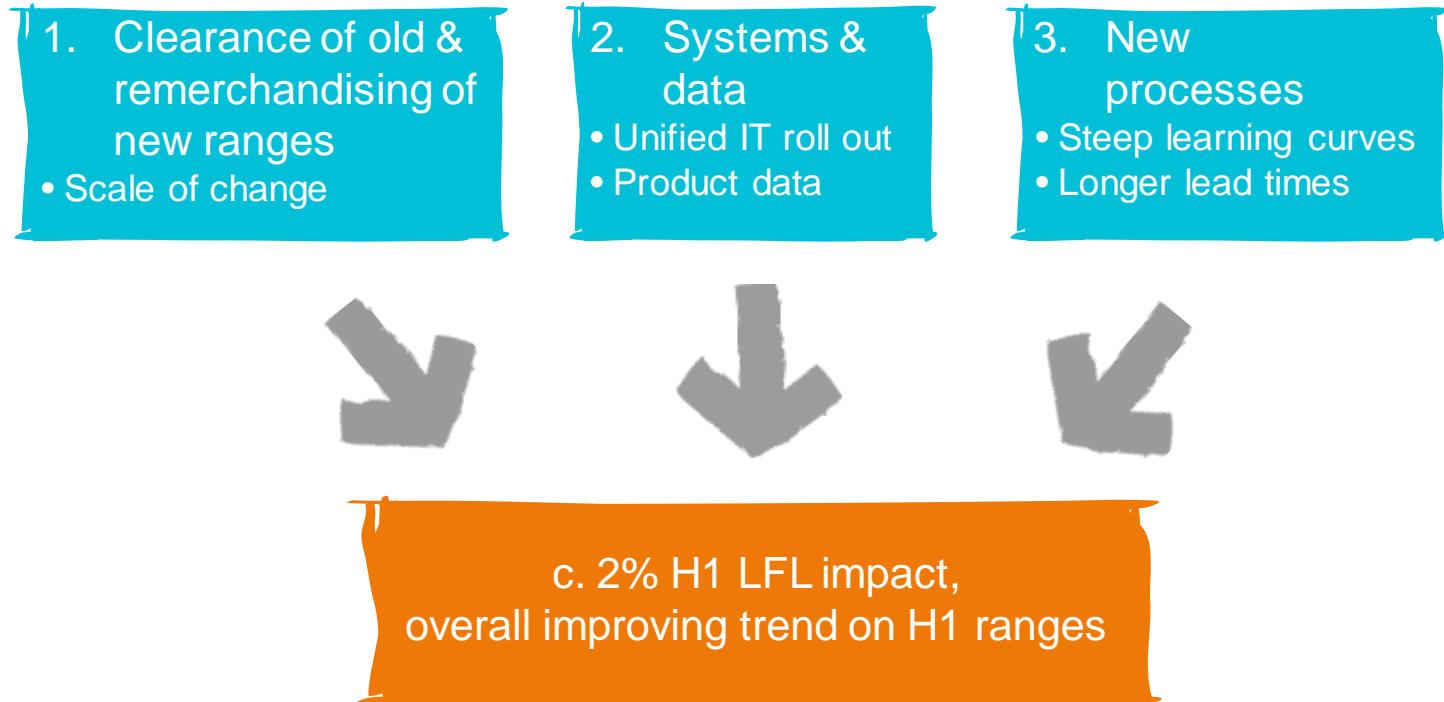 1. Clearance of old &
remerchandising of
new ranges
• Scale of change
2. Systems &
data
• Unified IT roll out
• Product data
3. New
processes
• Steep learning curves
• Longer lead times
c. 2% H1 LFL impact,
overall improving trend on H1 ranges